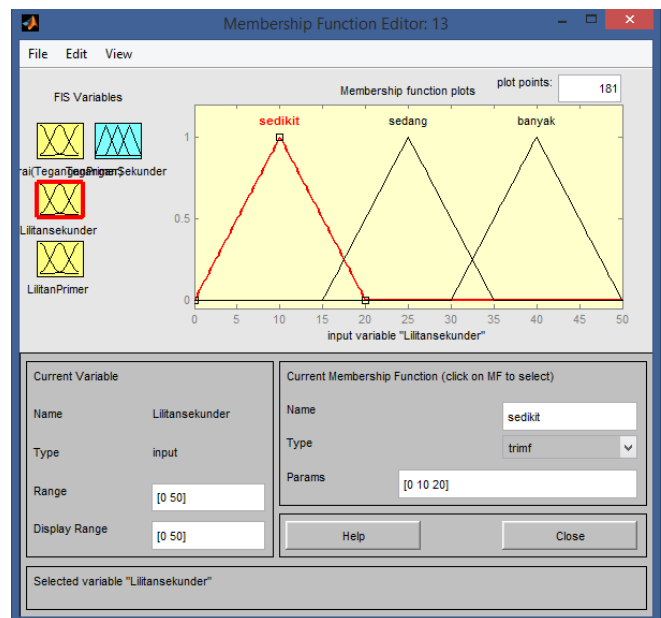 Membership Function Editor: 13
File Edit View
FIS Variables
Membership function plots
plot points:
181
LilitanSekunder
Lilitansekunder
LilitanPrimer
sedikit sedang banyak
1
0.5
0
0 5 10 15 20 25 30 35 40 45 50
input variable "Lilitansekunder"
Current Variable
Name Lilitansekunder
Type input
Range [0 50]
Display Range [0 50]
Current Membership Function (click on MF to select)
Name sedikit
Type trimf
Params [0 10 20]
Help Close
Selected variable "Lilitansekunder"